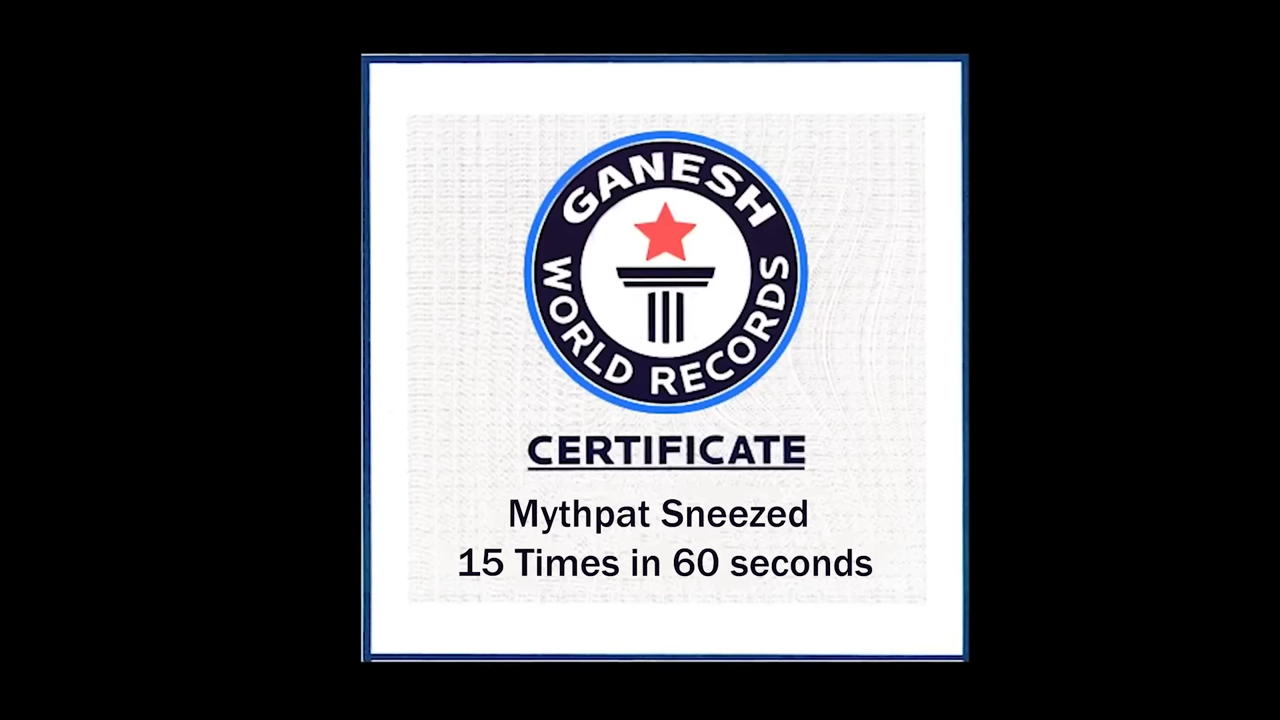 GANESH
WORLD RECORDS
CERTIFICATE
Mythpat Sneezed
15 Times in 60 seconds